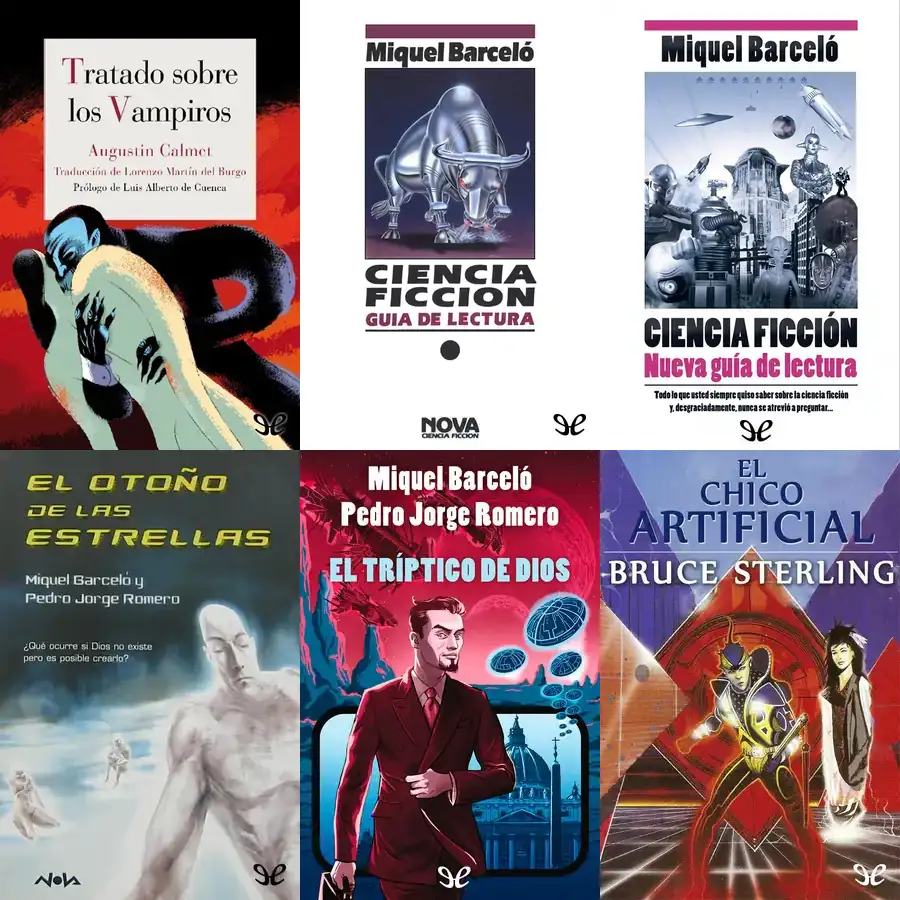 Tratado sobre
los Vampiros
Augustin Calmet
Traducción de Lorenzo Martín del Burgo
Prólogo de Luis Alberto de Cuenca
Miquel Barceló
CIENCIA
FICCION
GUIA DE LECTURA
NOVA
CIENCIA FICCION
Miquel Barceló
CIENCIA FICCIÓN
Nueva guía de lectura
Todo lo que usted siempre quiso saber sobre la ciencia ficción
y, desgraciadamente, nunca se atrevió a preguntar...
EL OTOÑO
DE LAS
ESTRELLAS
Miquel Barceló y
Pedro Jorge Romero
¿Qué ocurre si Dios no existe
pero es posible crearlo?
NOVA
Miquel Barceló
Pedro Jorge Romero
EL TRÍPTICO DE DIOS
EL
CHICO
ARTIFICIAL
BRUCE STERLING